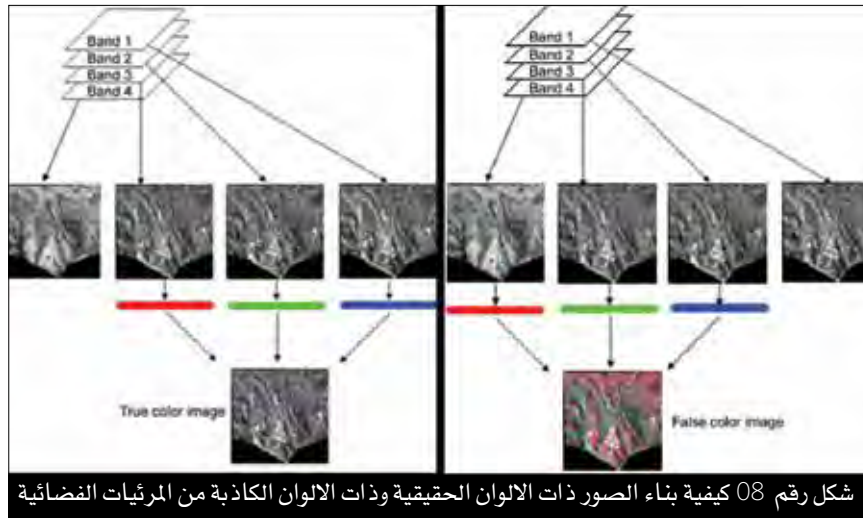 Band 1
Band 2
Band 3
Band 4
True color image
Band 1
Band 2
Band 3
Band 4
False color image
شكل رقم 08 كيفية بناء الصور ذات الالوان الحقيقية وذات الالوان الكاذبة من المرئيات الفضائية